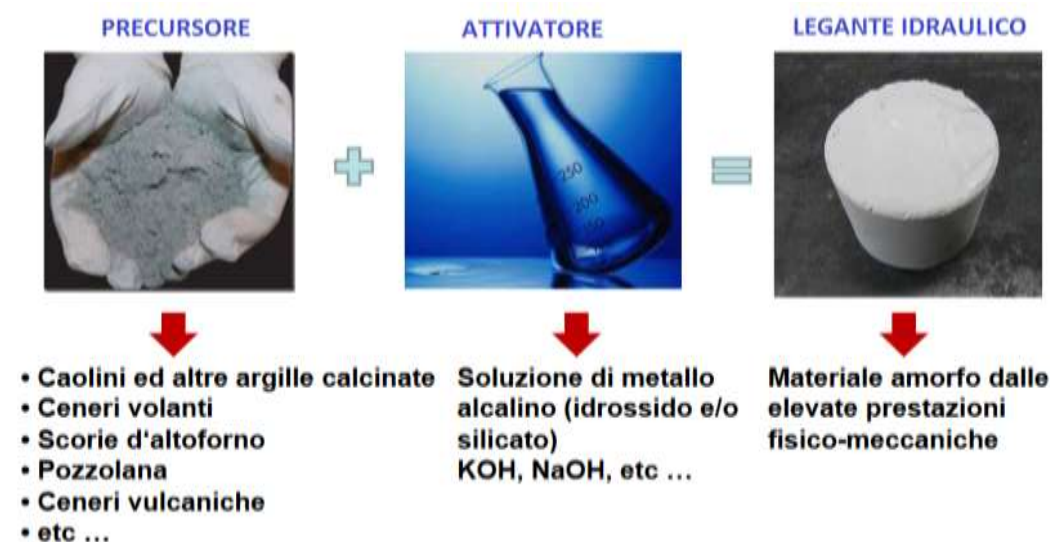 PRECURSORE
ATTIVATORE
LEGANTE IDRAULICO
250
200
• Caolini ed altre argille calcinate
• Ceneri volanti
• Scorie d'altoforno
• Pozzolana
• Ceneri vulcaniche
• etc ...
Soluzione di metallo
alcalino (idrossido e/o
silicato)
KOH, NaOH, etc ...
Materiale amorfo dalle
elevate prestazioni
fisico-meccaniche